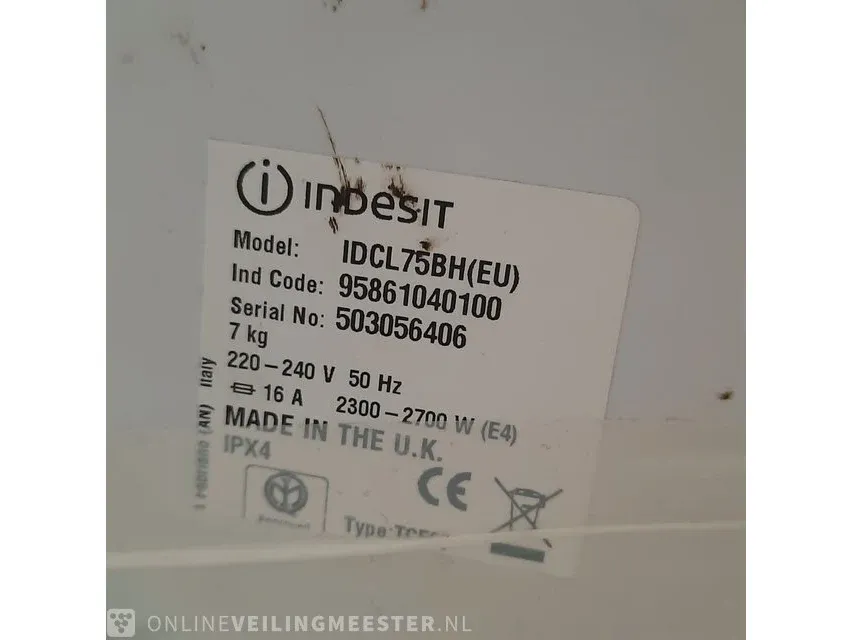 INDESIT
Model: IDCL75BH(EU)
Ind Code: 95861040100
Serial No: 503056406
7 kg
220-240 V 50 Hz
16 A 2300-2700 W (E4)
MADE IN THE U.K.
IPX4
CE
Type:
(AN) Italy
ONLINEVEILINGMEESTER.NL